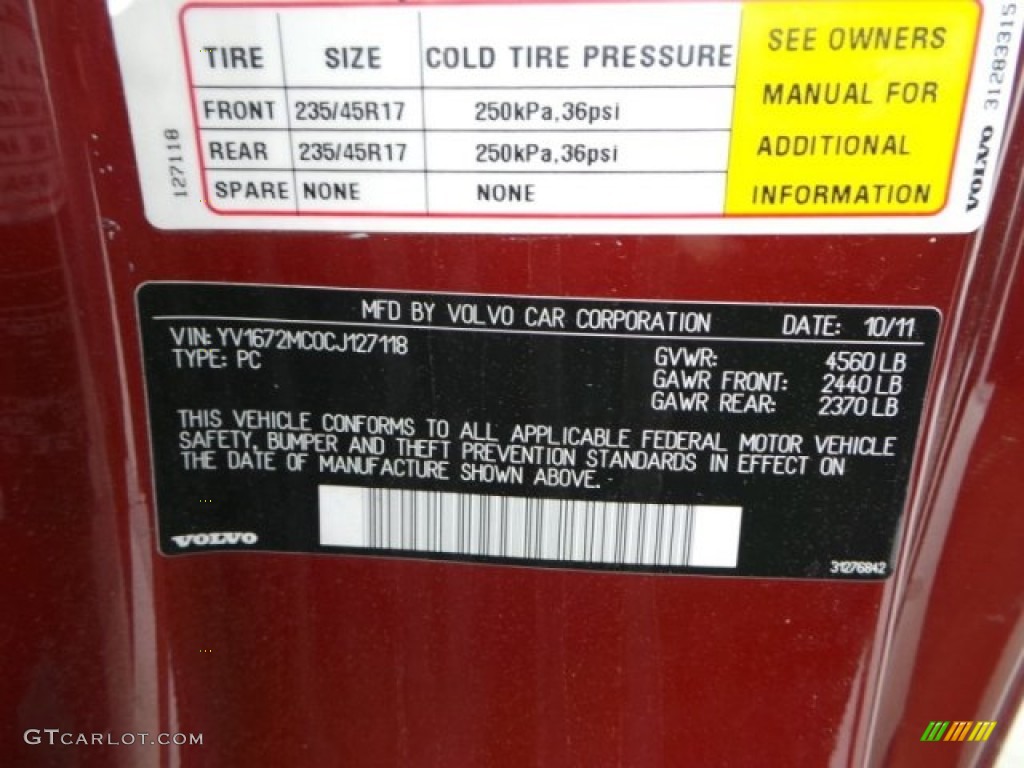 TIRE SIZE COLD TIRE PRESSURE
FRONT 235/45R17 250kPa,36psi
REAR 235/45R17 250kPa,36psi
SPARE NONE NONE
SEE OWNERS
MANUAL FOR
ADDITIONAL
INFORMATION
127118
VOLVO 31283315
MFD BY VOLVO CAR CORPORATION DATE: 10/11
VIN: YV1672MC0CJ127118
TYPE: PC
GVWR: 4560 LB
GAWR FRONT: 2440 LB
GAWR REAR: 2370 LB
THIS VEHICLE CONFORMS TO ALL APPLICABLE FEDERAL MOTOR VEHICLE
SAFETY, BUMPER AND THEFT PREVENTION STANDARDS IN EFFECT ON
THE DATE OF MANUFACTURE SHOWN ABOVE.
VOLVO
31276842
GTCARLOT.COM